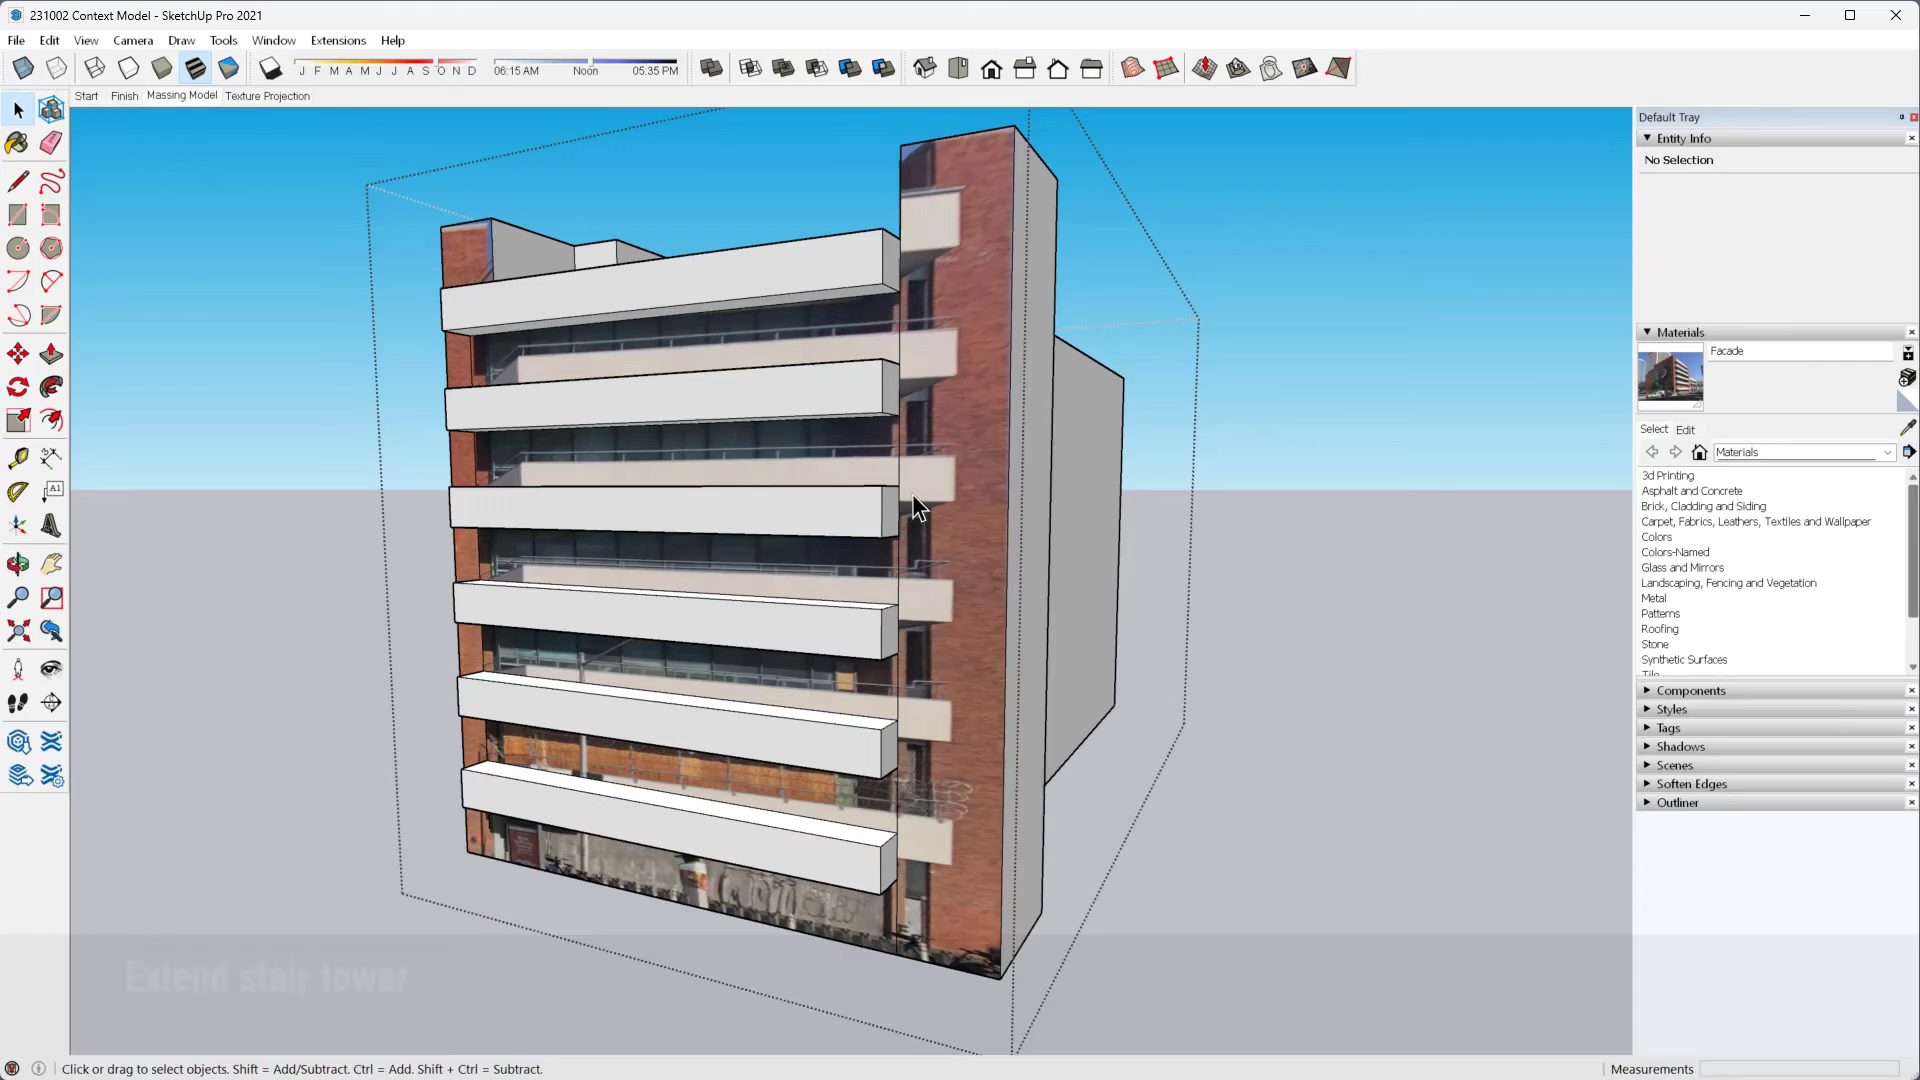 231002 Context Model - SketchUp Pro 2021
File Edit View Camera Draw Tools Window Extensions Help
J F M A M J J A S O N D 06:15 AM Noon 05:35 PM
Start Finish Massing Model Texture Projection
Default Tray
Entity Info
No Selection
Materials
Facade
Select Edit
Materials
3d Printing
Asphalt and Concrete
Brick, Cladding and Siding
Carpet, Fabrics, Leathers, Textiles and Wallpaper
Colors
Colors-Named
Glass and Mirrors
Landscaping, Fencing and Vegetation
Metal
Patterns
Roofing
Stone
Synthetic Surfaces
Components
Styles
Tags
Shadows
Scenes
Soften Edges
Outliner
A1
Extend stair tower
Click or drag to select objects. Shift = Add/Subtract. Ctrl = Add. Shift + Ctrl = Subtract.
Measurements